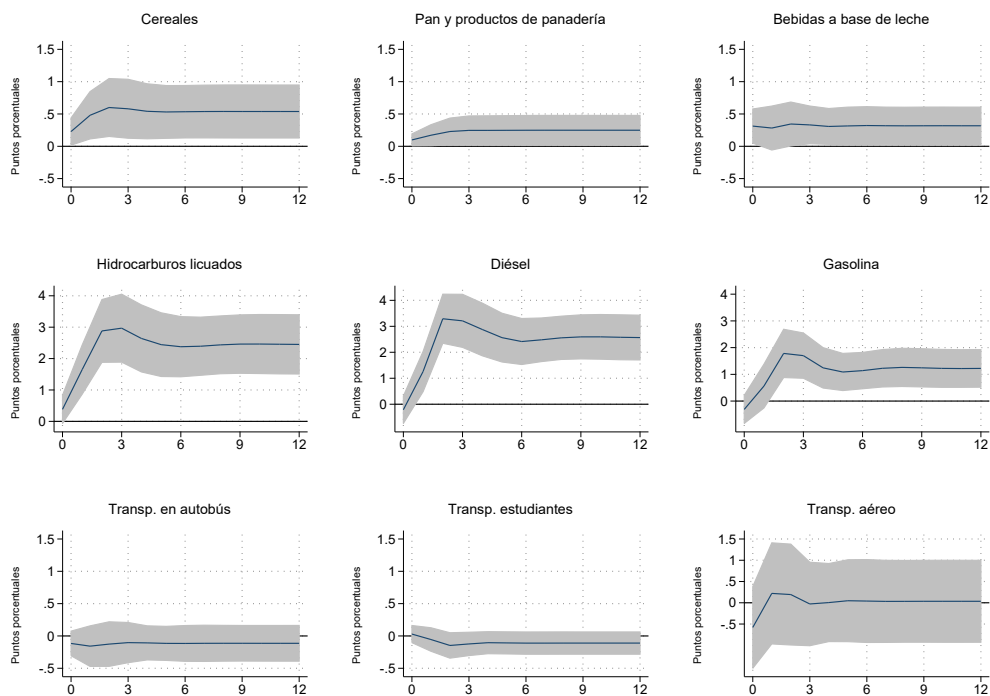 Cereales
Pan y productos de panadería
Bebidas a base de leche
Puntos porcentuales
1.5
1
.5
0
-.5
0 3 6 9 12
Puntos porcentuales
1.5
1
.5
0
-.5
0 3 6 9 12
Puntos porcentuales
1.5
1
.5
0
-.5
0 3 6 9 12
Hidrocarburos licuados
Diésel
Gasolina
Puntos porcentuales
4
3
2
1
0
0 3 6 9 12
Puntos porcentuales
4
3
2
1
0
0 3 6 9 12
Puntos porcentuales
4
3
2
1
0
0 3 6 9 12
Transp. en autobús
Transp. estudiantes
Transp. aéreo
Puntos porcentuales
1.5
1
.5
0
-.5
0 3 6 9 12
Puntos porcentuales
1.5
1
.5
0
-.5
0 3 6 9 12
Puntos porcentuales
1.5
1
.5
0
-.5
0 3 6 9 12